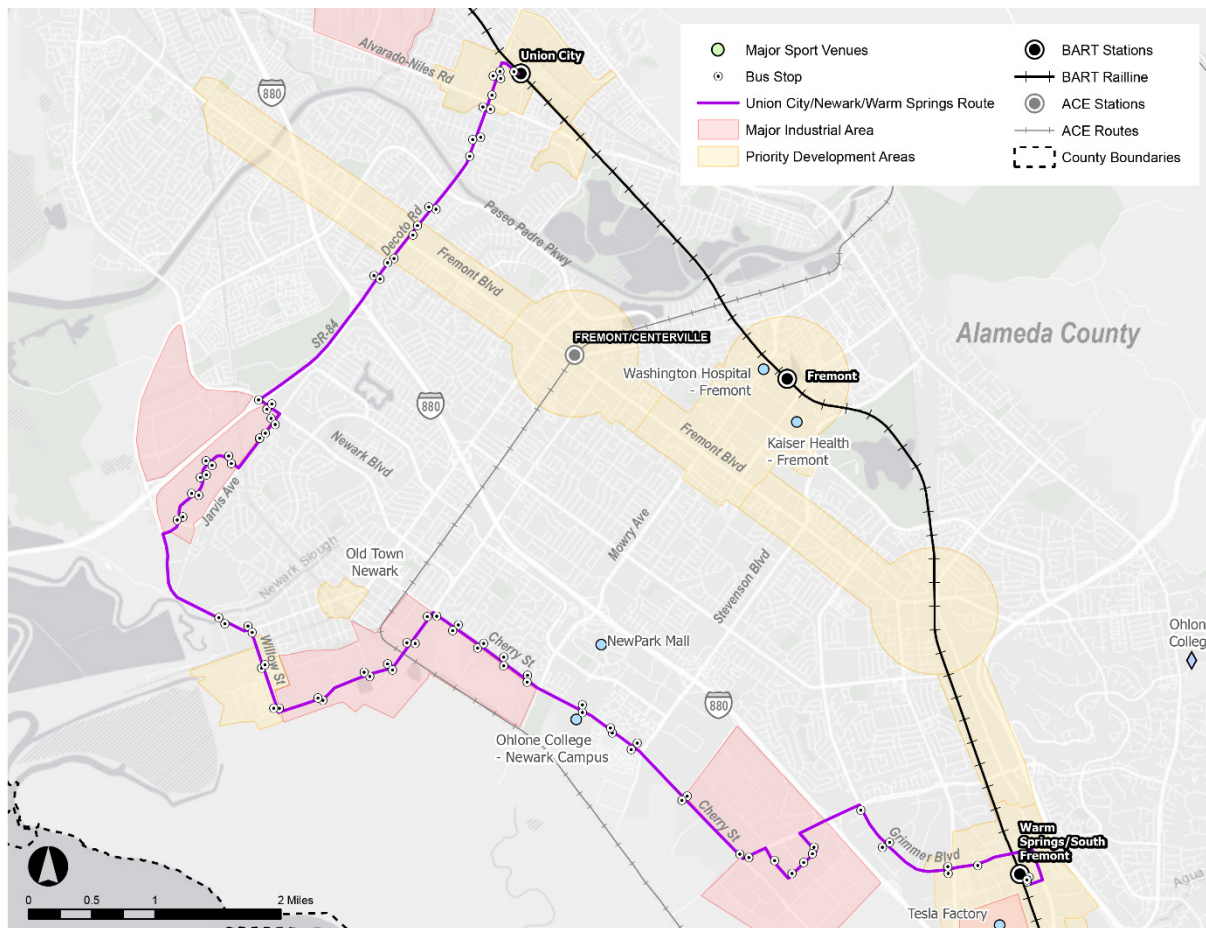 Union City
Alvarado-Niles Rd
880
Major Sport Venues
Bus Stop
Union City/Newark/Warm Springs Route
Major Industrial Area
Priority Development Areas
BART Stations
BART Railline
ACE Stations
ACE Routes
County Boundaries
Decoto Rd
Paseo Padre Pkwy
Fremont Blvd
SR-84
FREMONT/CENTERVILLE
Alameda County
Washington Hospital
- Fremont
Fremont
880
Kaiser Health
- Fremont
Newark Blvd
Fremont Blvd
Jarvis Ave
Mowry Ave
Old Town
Newark
Newark Slough
Stevenson Blvd
Cherry St
NewPark Mall
Willow St
Ohlon
Colleg
880
Ohlone College
- Newark Campus
Cherry St
Grimmer Blvd
Warm
Springs/South
Fremont
Agua
0 0.5 1 2 Miles
Tesla Factory